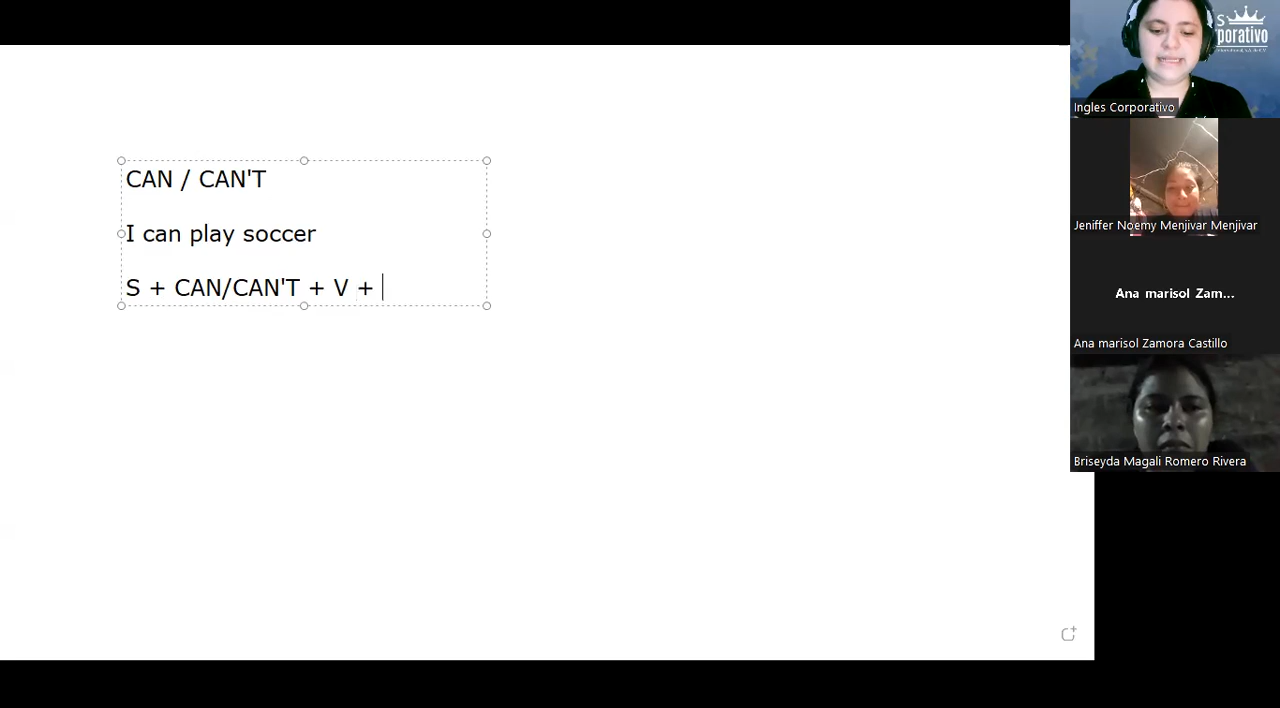 CAN / CAN'T
I can play soccer
S + CAN/CAN'T + V +
S
porativo
Ingles Corporativo
Jeniffer Noemy Menjivar Menjivar
Ana marisol Zam...
Ana marisol Zamora Castillo
Briseyda Magali Romero Rivera